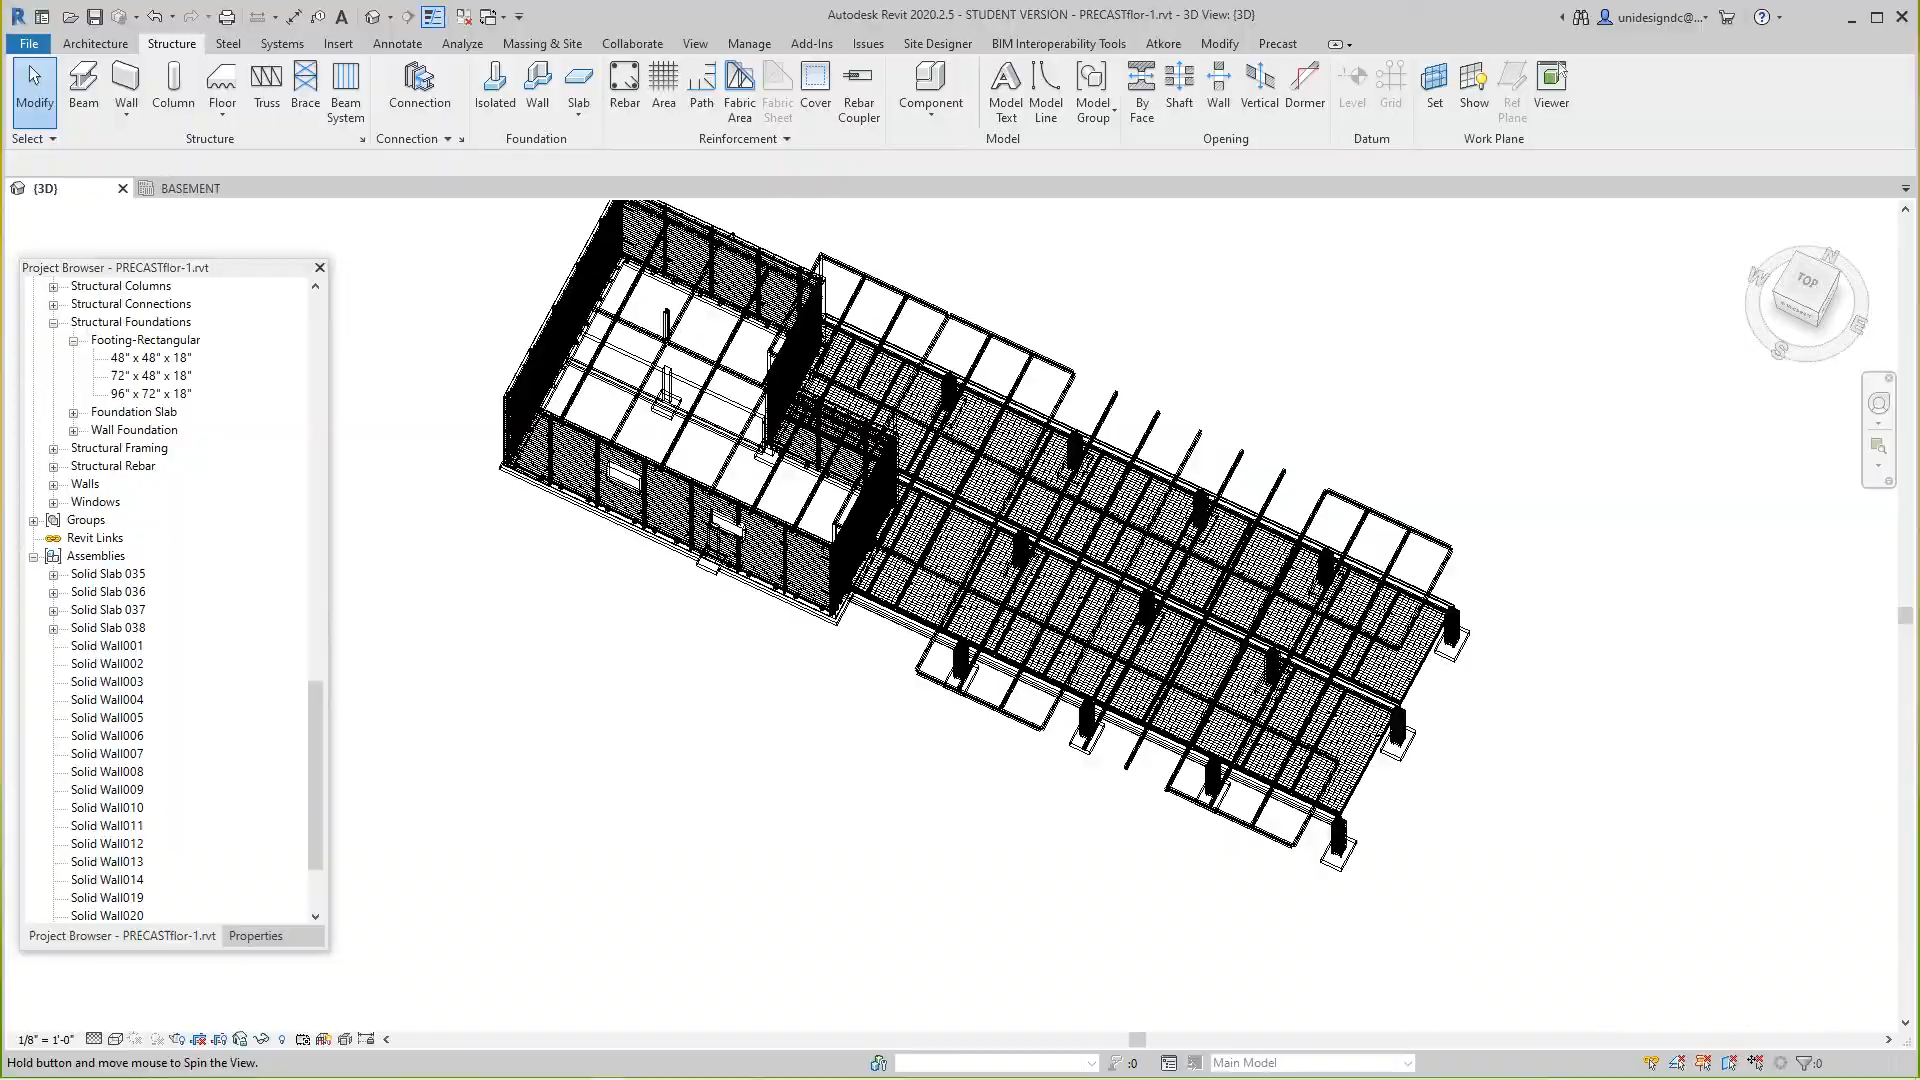 Autodesk Revit 2020.2.5 - STUDENT VERSION - PRECASTflor-1.rvt - 3D View: {3D}
unidesigndc@...
File Architecture Structure Steel Systems Insert Annotate Analyze Massing & Site Collaborate View Manage Add-Ins Issues Site Designer BIM Interoperability Tools Atkore Modify Precast
Modify Beam Wall Column Floor Truss Brace Beam System Connection Isolated Wall Slab Rebar Area Path Fabric Area Fabric Sheet Cover Rebar Coupler Component Model Text Model Line Model Group By Face Shaft Wall Vertical Dormer Level Grid Set Show Ref Plane Viewer
Select Structure Connection Foundation Reinforcement Model Opening Datum Work Plane
{3D} BASEMENT
Project Browser - PRECASTflor-1.rvt
Structural Columns
Structural Connections
Structural Foundations
Footing-Rectangular
48" x 48" x 18"
72" x 48" x 18"
96" x 72" x 18"
Foundation Slab
Wall Foundation
Structural Framing
Structural Rebar
Walls
Windows
Groups
Revit Links
Assemblies
Solid Slab 035
Solid Slab 036
Solid Slab 037
Solid Slab 038
Solid Wall001
Solid Wall002
Solid Wall003
Solid Wall004
Solid Wall005
Solid Wall006
Solid Wall007
Solid Wall008
Solid Wall009
Solid Wall010
Solid Wall011
Solid Wall012
Solid Wall013
Solid Wall014
Solid Wall019
Solid Wall020
Project Browser - PRECASTflor-1.rvt Properties
TOP
N
W
E
S
1/8" = 1'-0"
Hold button and move mouse to Spin the View.
:0
Main Model
:0